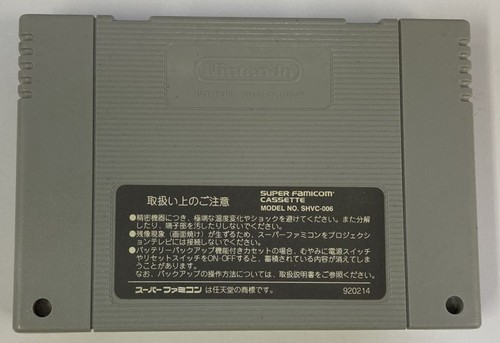 Nintendo
取扱い上のご注意
SUPER FAMICOM
CASSETTE
MODEL NO. SHVC-006
●精密機器につき、極端な温度変化やショックを避けてください。また分解
したり、端子部を汚したりしないでください。
●残像現象(画面焼け)が生ずるため、スーパーファミコンをプロジェクショ
ンテレビには接続しないでください。
●バッテリーバックアップ機能付きカセットの場合、むやみに電源スイッチ
やリセットスイッチをON-OFFすると、蓄積されている内容が消えてしま
うことがあります。
なお、バックアップの操作方法については、取扱説明書をご参照ください。
スーパーファミコン は任天堂の商標です。
920214